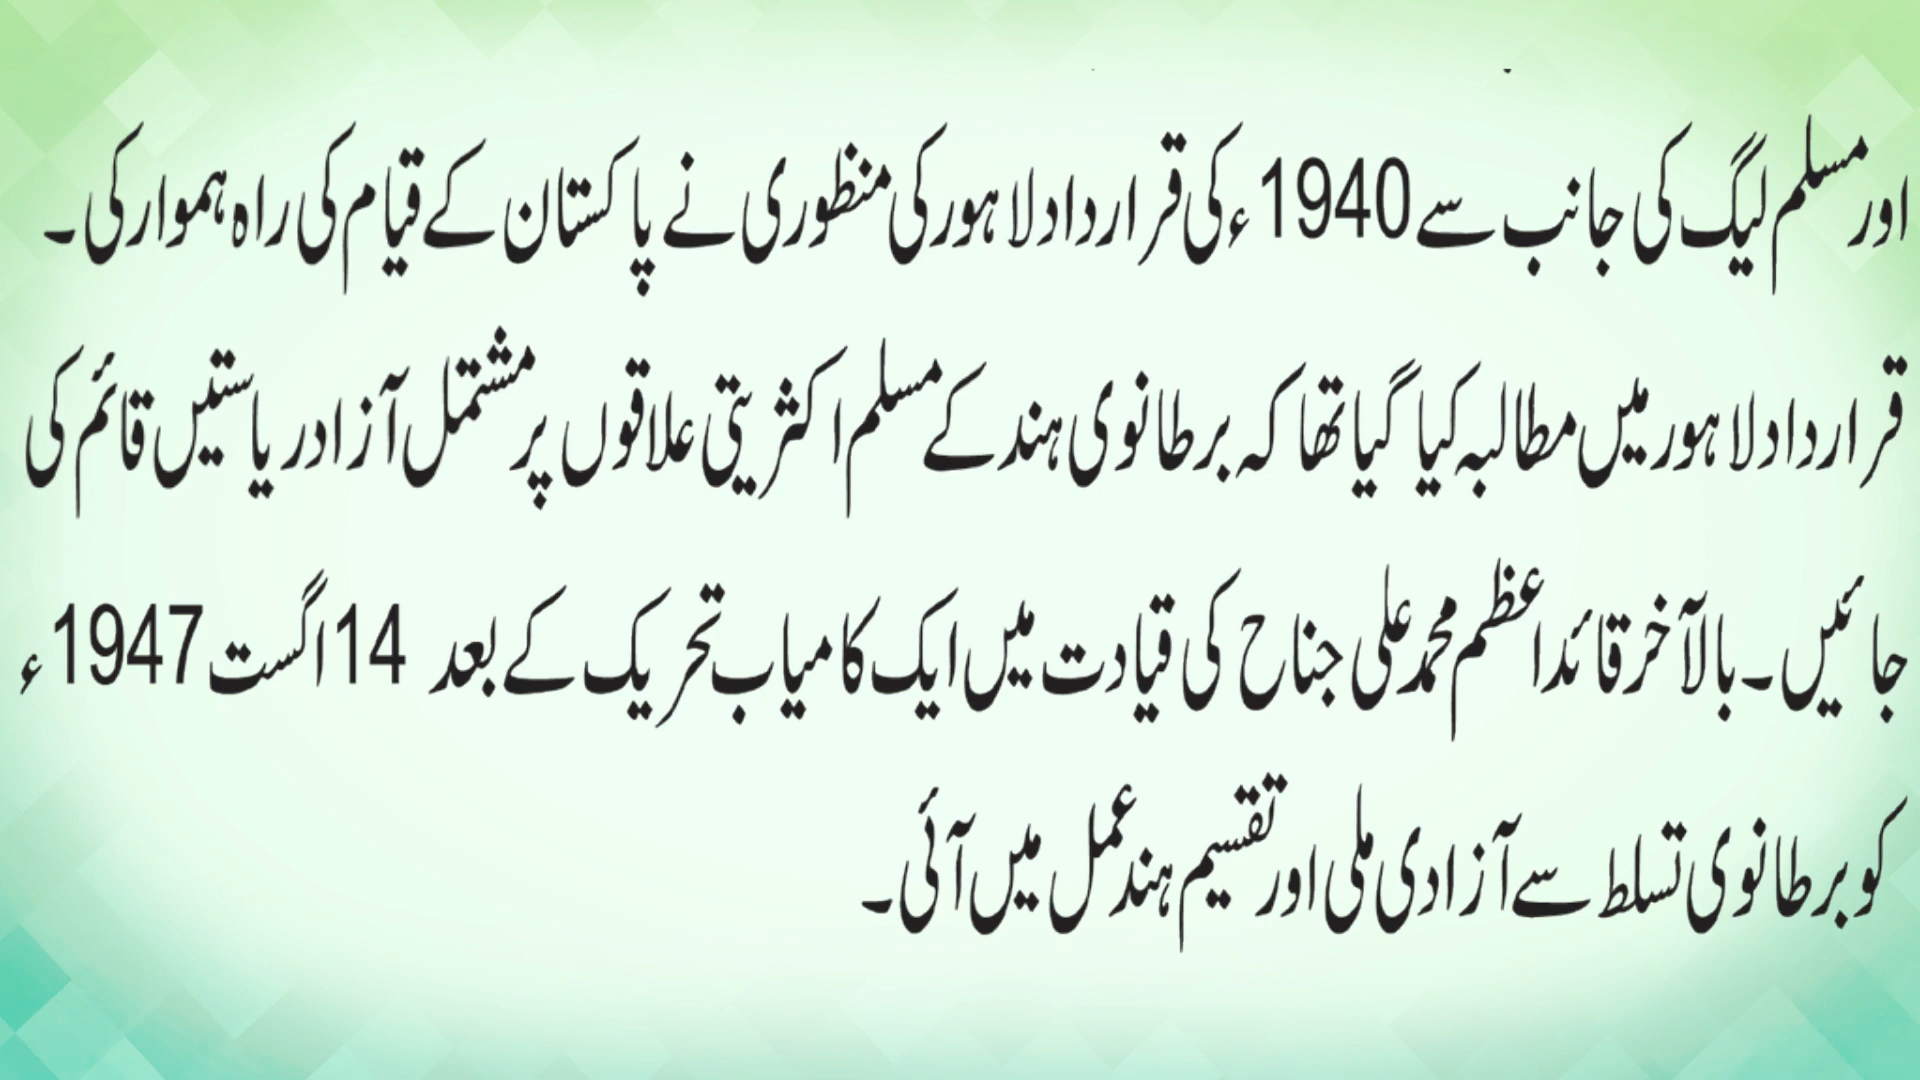 اور مسلم لیگ کی جانب سے 1940ء کی قرارداد لاہور کی منظوری نے پاکستان کے قیام کی راہ ہموار کی۔
قرارداد لاہور میں مطالبہ کیا گیا تھا کہ برطانوی ہند کے مسلم اکثریتی علاقوں پر مشتمل آزاد ریاستیں قائم کی
جائیں۔ بالآخر قائداعظم محمد علی جناح کی قیادت میں ایک کامیاب تحریک کے بعد 14 اگست 1947ء
کو برطانوی تسلط سے آزادی ملی اور تقسیم ہند عمل میں آئی۔